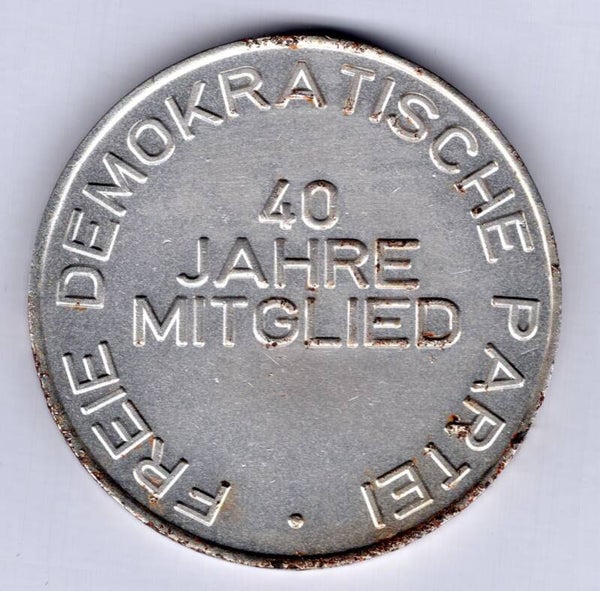 FREIE DEMOKRATISCHE PARTEI
40
JAHRE
MITGLIED